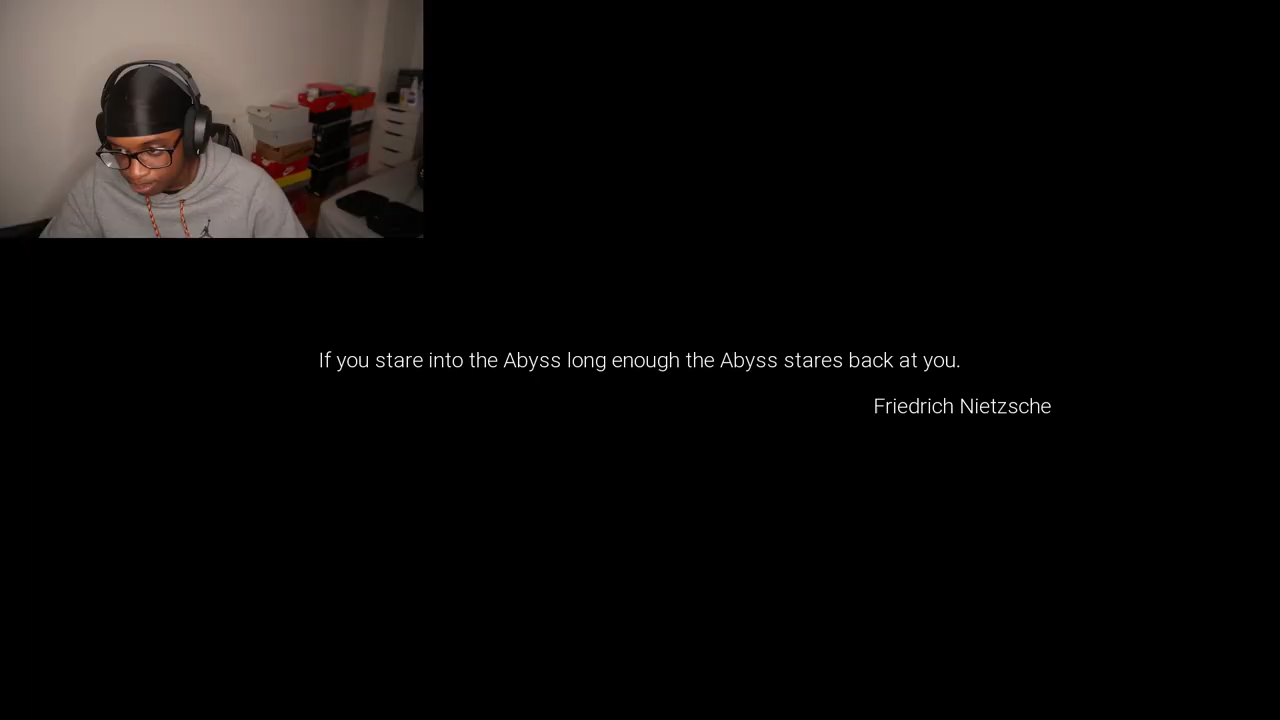 If you stare into the Abyss long enough the Abyss stares back at you.
Friedrich Nietzsche